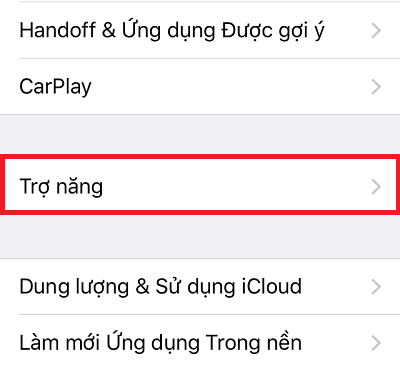 Handoff & Ứng dụng Được gợi ý
CarPlay
Trợ năng
Dung lượng & Sử dụng iCloud
Làm mới Ứng dụng Trong nền